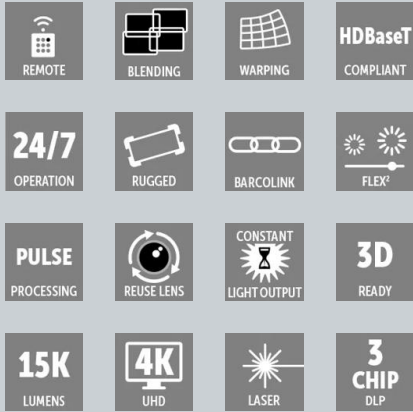 REMOTE
BLENDING
WARPING
HDBaseT
COMPLIANT
24/7
OPERATION
RUGGED
BARCOLINK
FLEX²
PULSE
PROCESSING
REUSE LENS
CONSTANT
LIGHT OUTPUT
3D
READY
15K
LUMENS
4K
UHD
LASER
3
CHIP
DLP